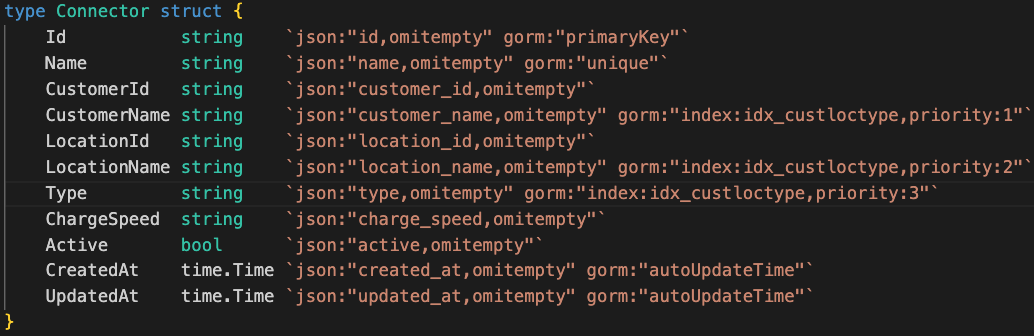 type Connector struct {
Id string `json:"id,omitempty" gorm:"primaryKey"`
Name string `json:"name,omitempty" gorm:"unique"`
CustomerId string `json:"customer_id,omitempty"`
CustomerName string `json:"customer_name,omitempty" gorm:"index:idx_custloctype,priority:1"`
LocationId string `json:"location_id,omitempty"`
LocationName string `json:"location_name,omitempty" gorm:"index:idx_custloctype,priority:2"`
Type string `json:"type,omitempty" gorm:"index:idx_custloctype,priority:3"`
ChargeSpeed string `json:"charge_speed,omitempty"`
Active bool `json:"active,omitempty"`
CreatedAt time.Time `json:"created_at,omitempty" gorm:"autoUpdateTime"`
UpdatedAt time.Time `json:"updated_at,omitempty" gorm:"autoUpdateTime"`
}